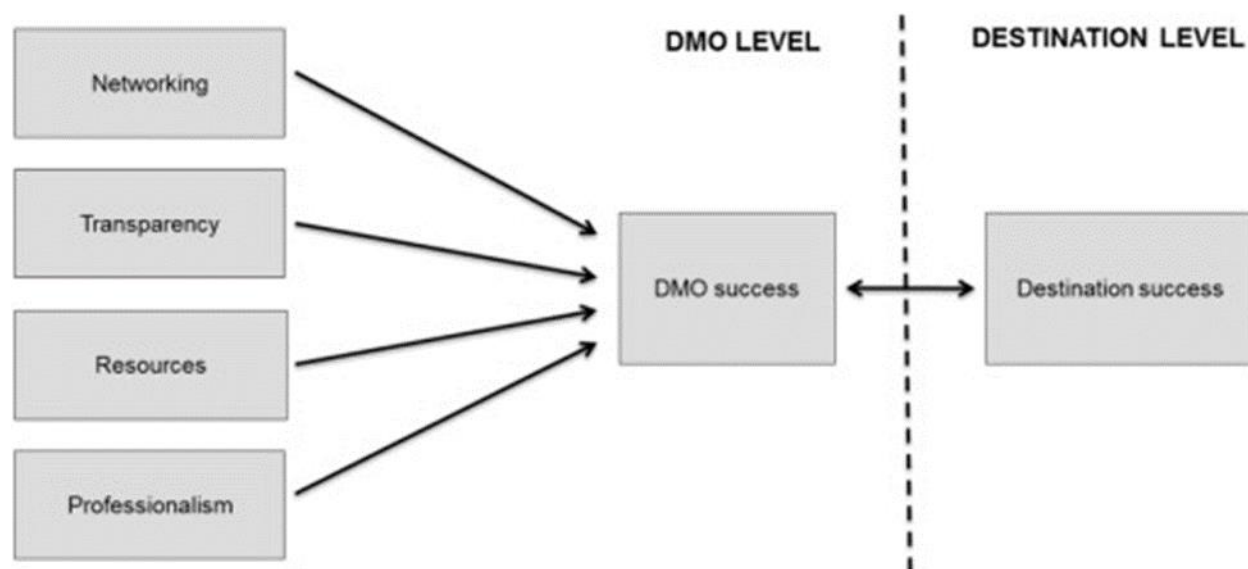 DMO LEVEL
DESTINATION LEVEL
Networking
Transparency
Resources
Professionalism
DMO success
Destination success